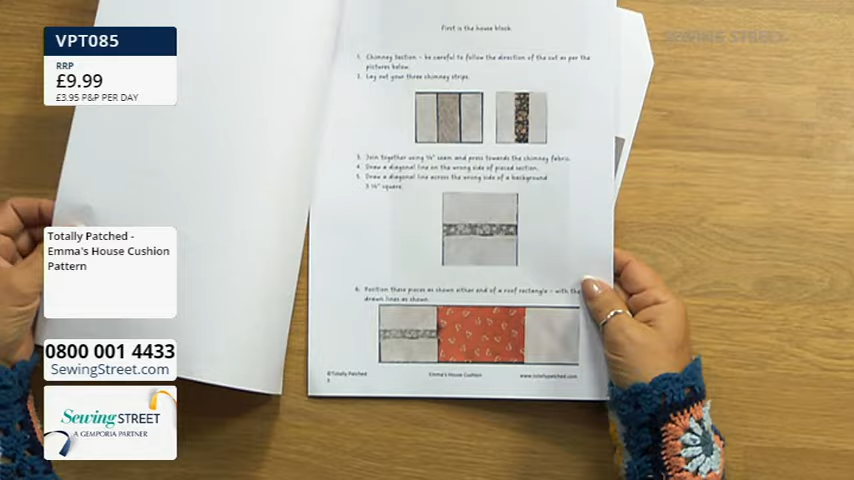 VPT085
RRP
£9.99
£3.95 P&P PER DAY
Totally Patched -
Emma's House Cushion
Pattern
0800 001 4433
SewingStreet.com
Sewing STREET
A GEMPORIA PARTNER
SEWING STREET
First is the house block.
1. Chimney Section - be careful to follow the direction of the cut as per the
pictures below.
2. Lay out your three chimney strips.
3. Join together using ¼" seam and press towards the chimney fabric.
4. Draw a diagonal line on the wrong side of pieced section.
5. Draw a diagonal line across the wrong side of a background
3 ½" square.
6. Position these pieces as shown either end of a roof rectangle - with the
drawn lines as shown.
©Totally Patched
Emma's House Cushion
www.totallypatched.com